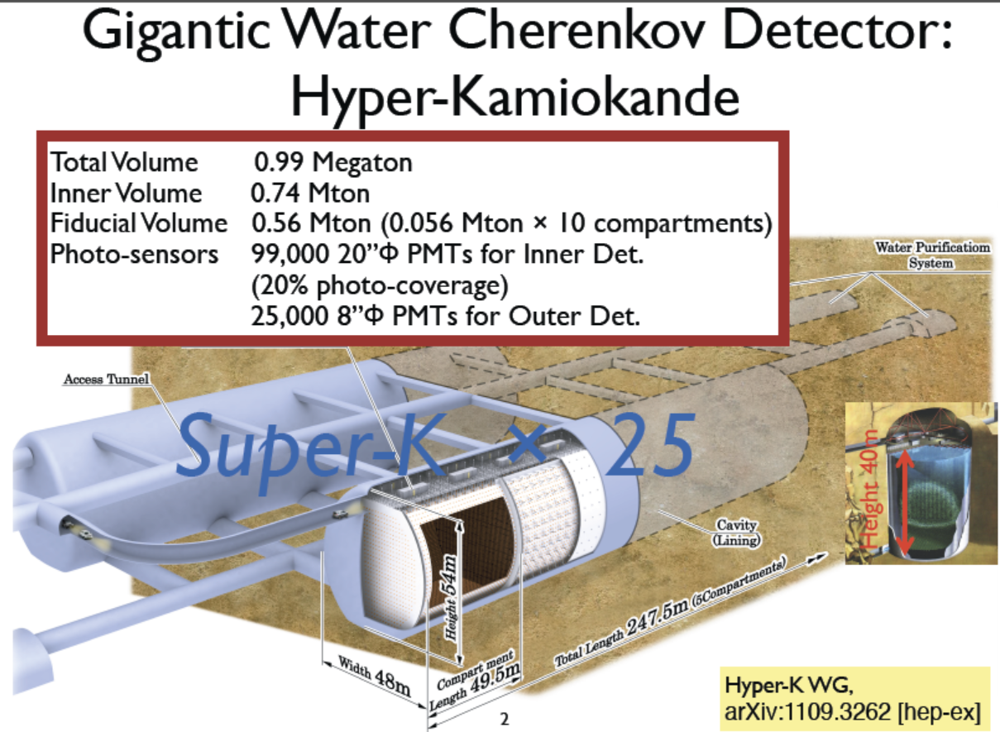 Gigantic Water Cherenkov Detector:
Hyper-Kamiokande
Total Volume 0.99 Megaton
Inner Volume 0.74 Mton
Fiducial Volume 0.56 Mton (0.056 Mton × 10 compartments)
Photo-sensors 99,000 20”Φ PMTs for Inner Det.
(20% photo-coverage)
25,000 8”Φ PMTs for Outer Det.
Water Purification
System
Access Tunnel
Super-K × 25
Height 40m
Cavity
(Lining)
Height 54m
Total Length 247.5m (5Compartments)
Width 48m
Compart ment
Length 49.5m
2
Hyper-K WG,
arXiv:1109.3262 [hep-ex]